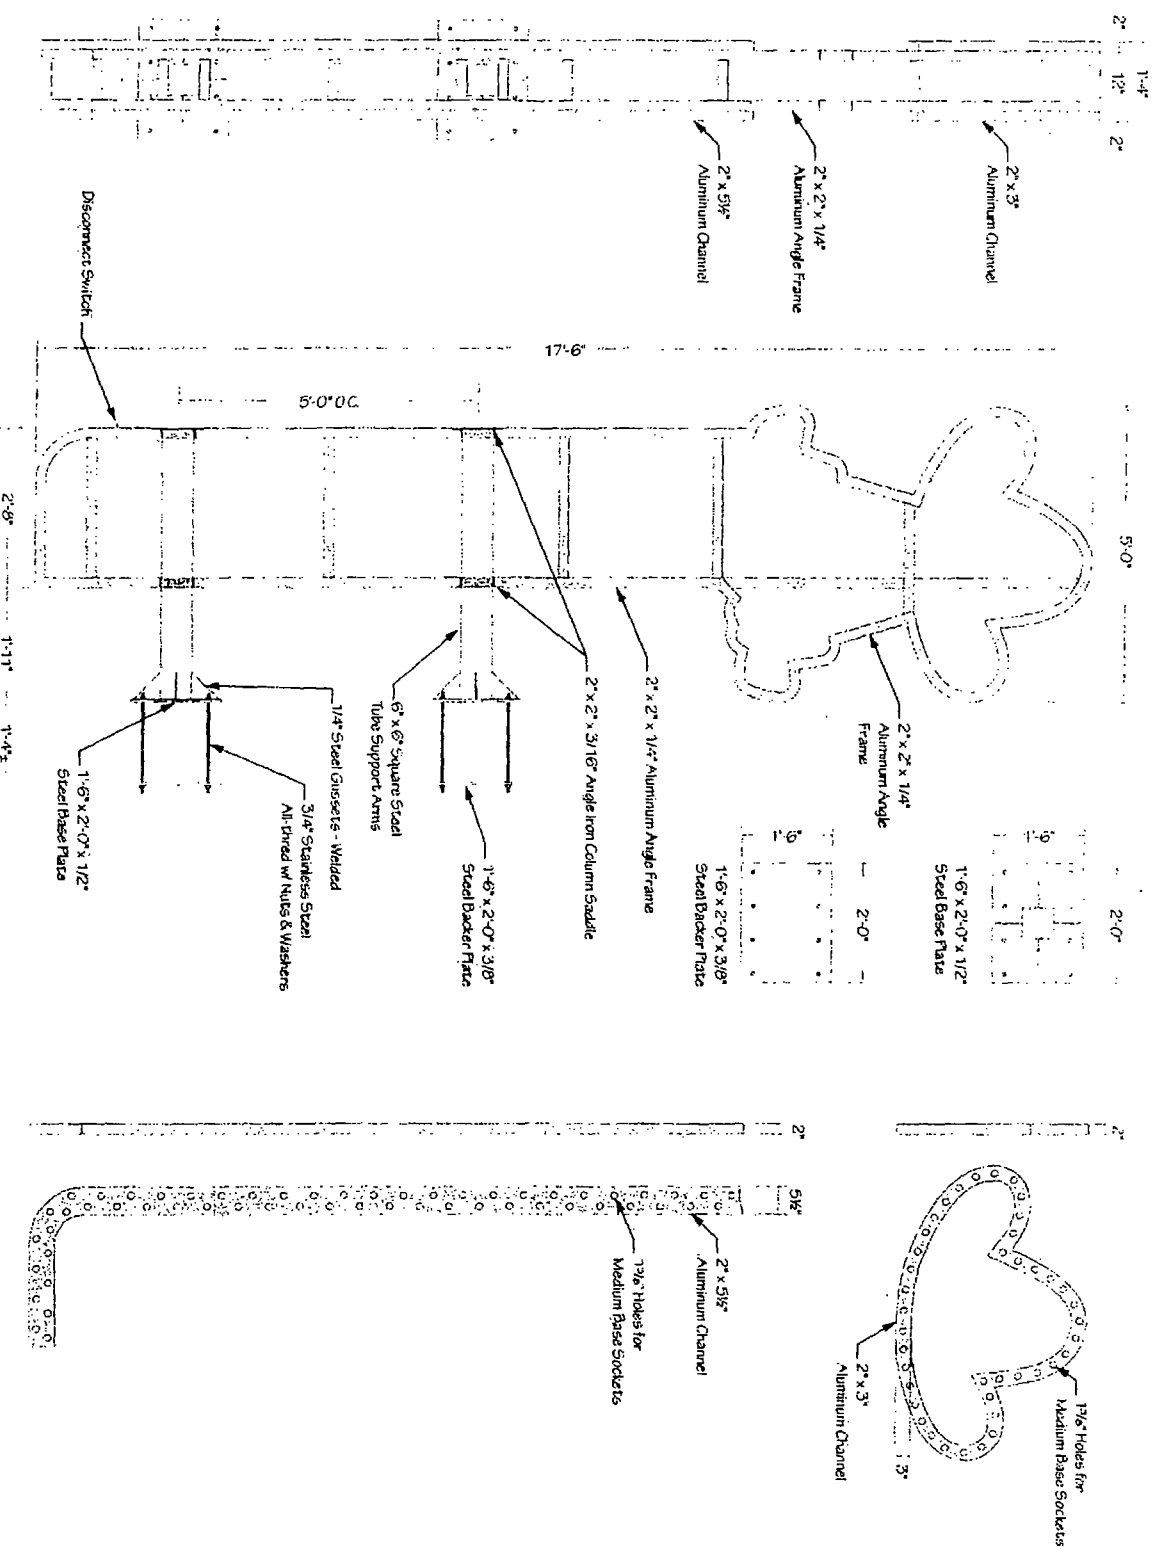 2"
12"
2"
1'-4"
2" x 3"
Aluminum Channel
2" x 2" x 1/4"
Aluminum Angle Frame
2" x 5½"
Aluminum Channel
Disconnect Switch
17'-6"
5'-0" O.C.
5'-0"
2'-8"
1'-11"
1'-4"±
2" x 2" x 1/4"
Aluminum Angle
Frame
2" x 2" x 1/4" Aluminum Angle Frame
2" x 2" x 3/16" Angle Iron Column Saddle
6" x 6" Square Steel
Tube Support Arms
1/4" Steel Gussets - Welded
3/4" Stainless Steel
All-thred w/ Nuts & Washers
1'-6" x 2'-0" x 1/2"
Steel Base Plate
1'-6" x 2'-0" x 3/8"
Steel Backer Plate
1'-6"
2'-0"
1'-6" x 2'-0" x 1/2"
Steel Base Plate
1'-6"
2'-0"
1'-6" x 2'-0" x 3/8"
Steel Backer Plate
2"
2"
5½"
2" x 5½"
Aluminum Channel
Holes for
Medium Base Sockets
Holes for
Medium Base Sockets
2" x 3"
Aluminum Channel
3"